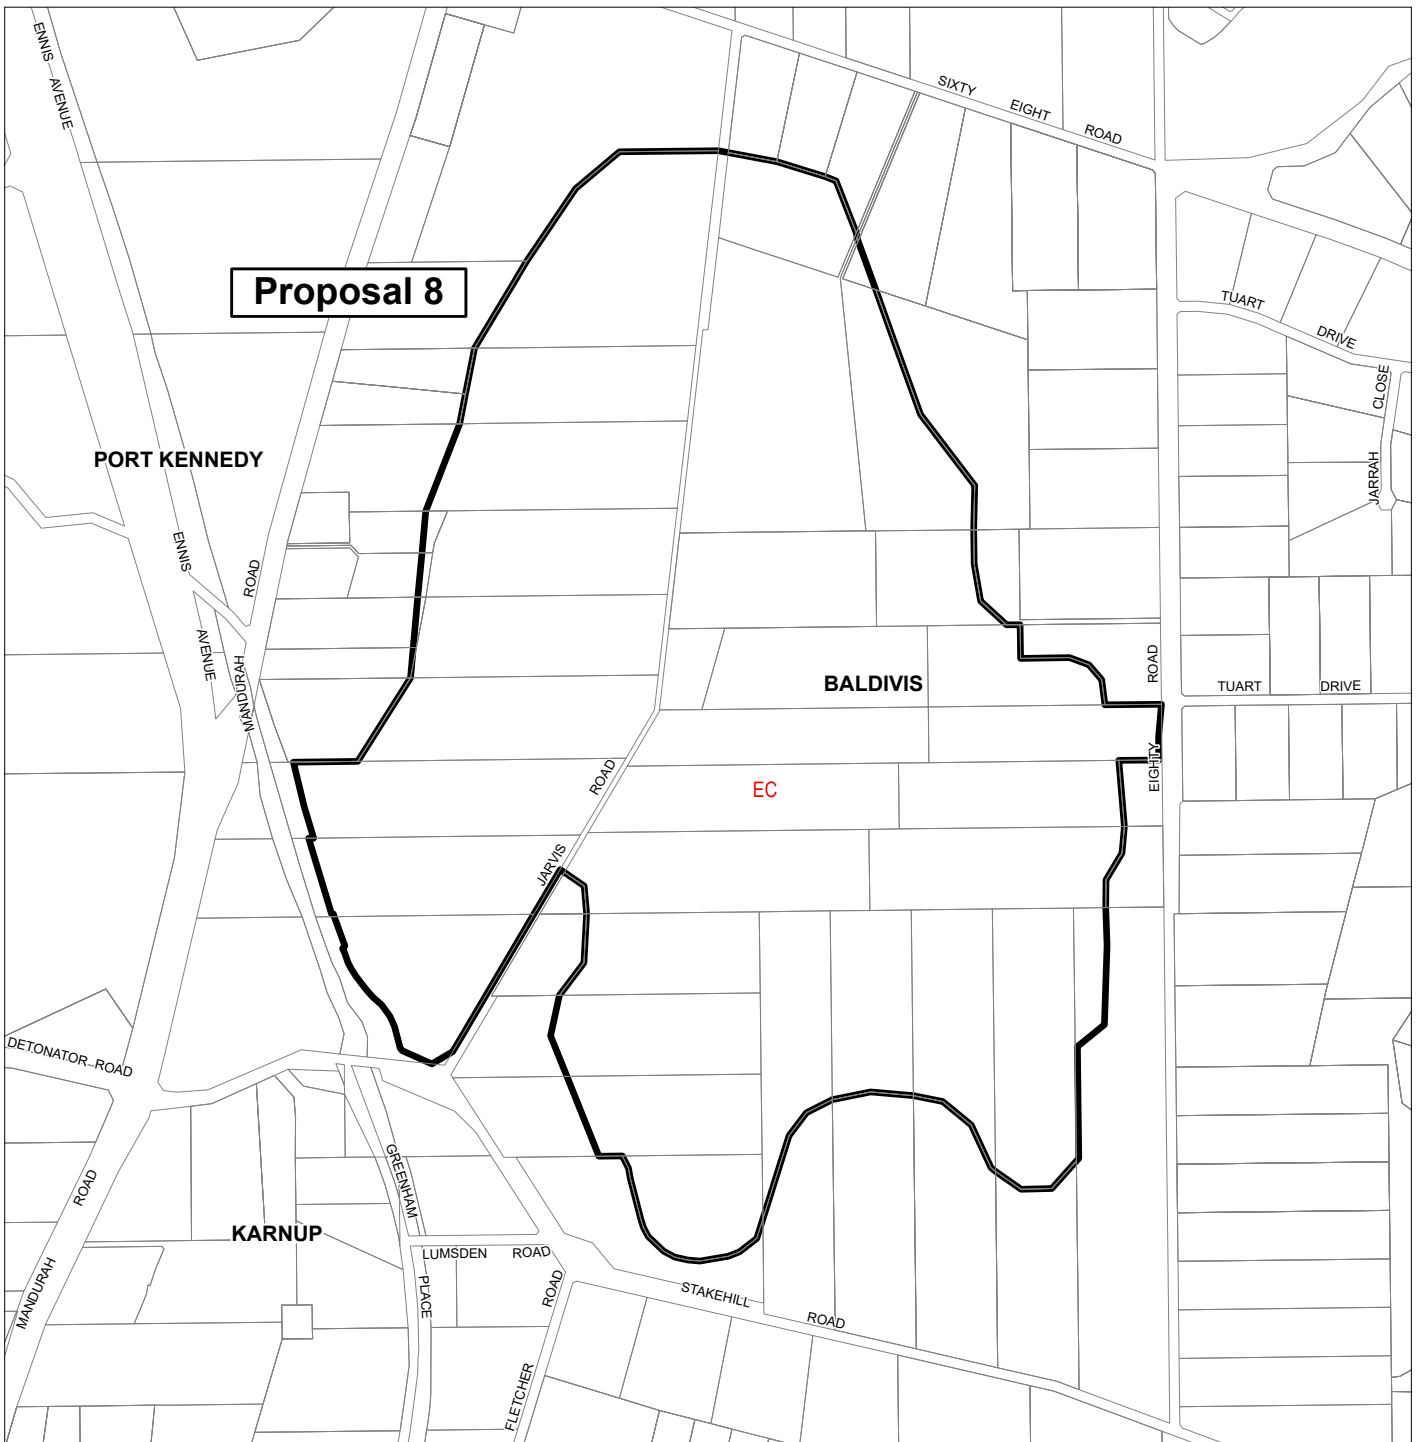 ENNIS AVENUE
SIXTY EIGHT ROAD
Proposal 8
TUART DRIVE
CLOSE
JARRAH
PORT KENNEDY
ENNIS
ROAD
AVENUE
MANDURAH
ROAD
BALDIVIS
TUART DRIVE
EIGHTY
ROAD
EC
JARVIS
DETONATOR ROAD
GREENHAM
ROAD
KARNUP
LUMSDEN ROAD
MANDURAH
PLACE
ROAD
STAKEHILL ROAD
FLETCHER